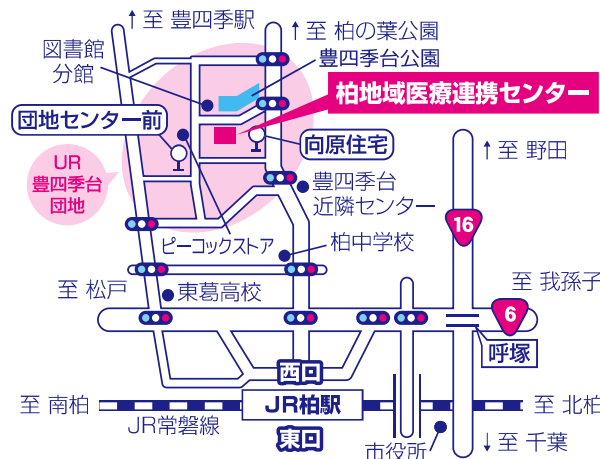 ↑ 至 豊四季駅
↑ 至 柏の葉公園
図書館
分館
豊四季台公園
柏地域医療連携センター
団地センター前
向原住宅
↑ 至 野田
UR
豊四季台
団地
豊四季台
近隣センター
16
ピーコックストア
柏中学校
至 松戸
東葛高校
至 我孫子
6
呼塚
西口
至 南柏
JR柏駅
至 北柏
JR常磐線
東口
市役所
↓ 至 千葉